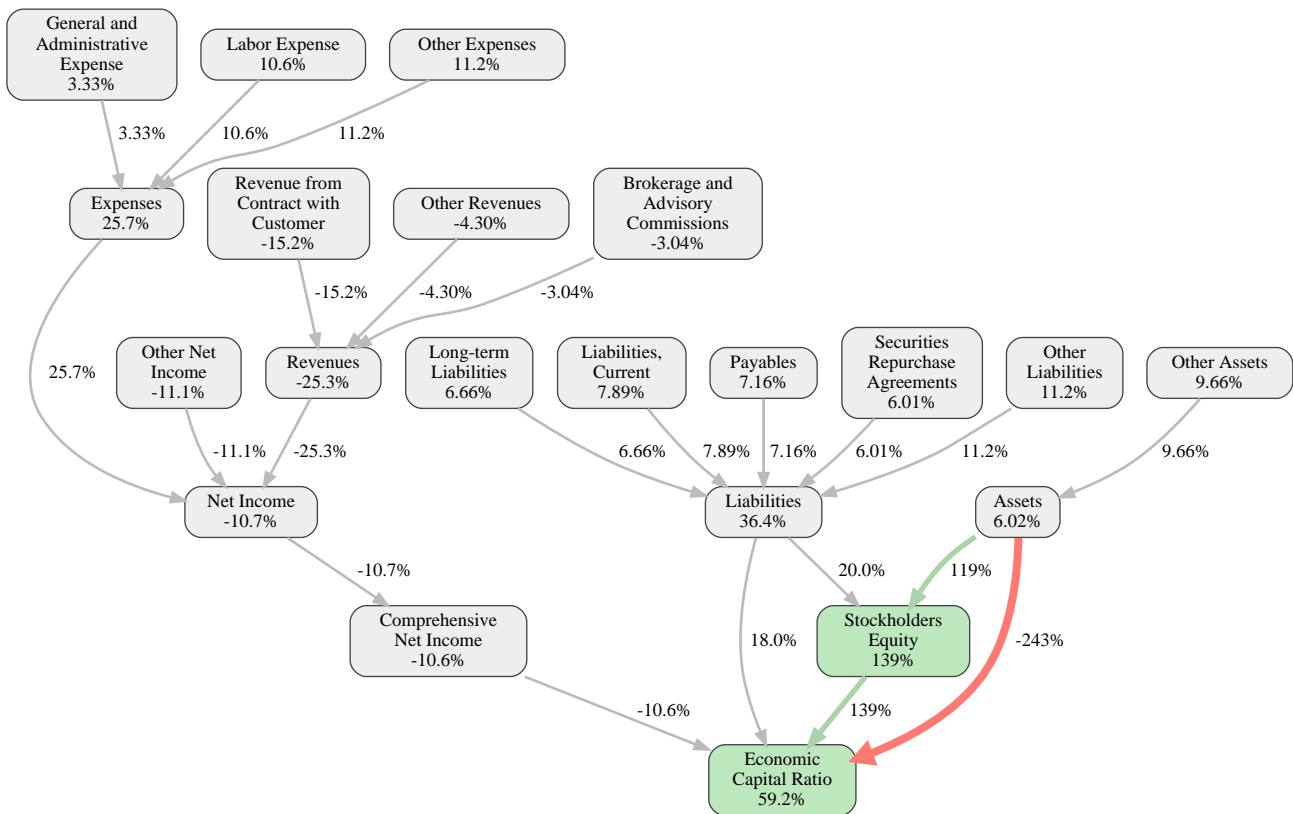 General and
Administrative
Expense
3.33%
Labor Expense
10.6%
Other Expenses
11.2%
3.33%
10.6%
11.2%
Expenses
25.7%
Revenue from
Contract with
Customer
-15.2%
Other Revenues
-4.30%
Brokerage and
Advisory
Commissions
-3.04%
-15.2%
-4.30%
-3.04%
25.7%
Other Net
Income
-11.1%
Revenues
-25.3%
Long-term
Liabilities
6.66%
Liabilities,
Current
7.89%
Payables
7.16%
Securities
Repurchase
Agreements
6.01%
Other
Liabilities
11.2%
Other Assets
9.66%
-11.1%
-25.3%
6.66%
7.89%
7.16%
6.01%
11.2%
9.66%
Net Income
-10.7%
Liabilities
36.4%
Assets
6.02%
-10.7%
20.0%
119%
Comprehensive
Net Income
-10.6%
18.0%
Stockholders
Equity
139%
-243%
-10.6%
139%
Economic
Capital Ratio
59.2%